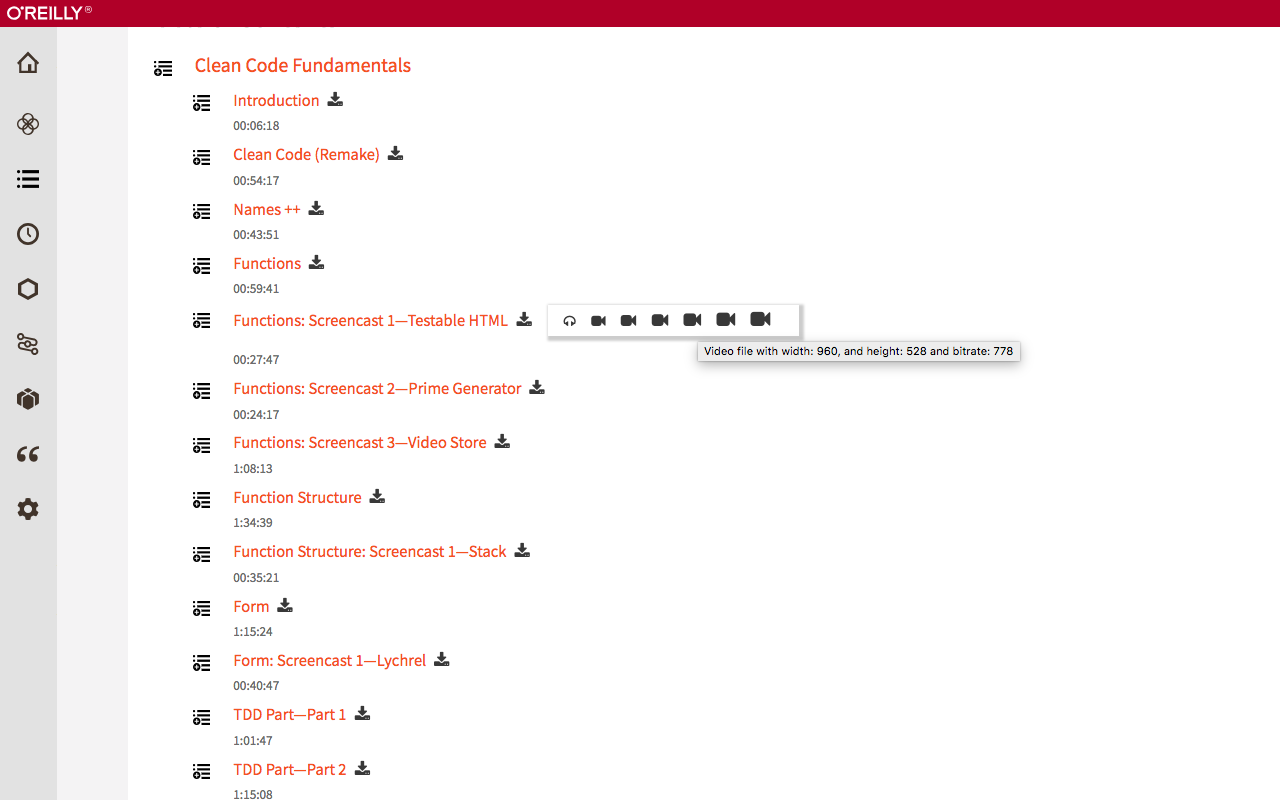 O'REILLY®
Clean Code Fundamentals
Introduction
00:06:18
Clean Code (Remake)
00:54:17
Names ++
00:43:51
Functions
00:59:41
Functions: Screencast 1—Testable HTML
Video file with width: 960, and height: 528 and bitrate: 778
00:27:47
Functions: Screencast 2—Prime Generator
00:24:17
Functions: Screencast 3—Video Store
1:08:13
Function Structure
1:34:39
Function Structure: Screencast 1—Stack
00:35:21
Form
1:15:24
Form: Screencast 1—Lychrel
00:40:47
TDD Part—Part 1
1:01:47
TDD Part—Part 2
1:15:08